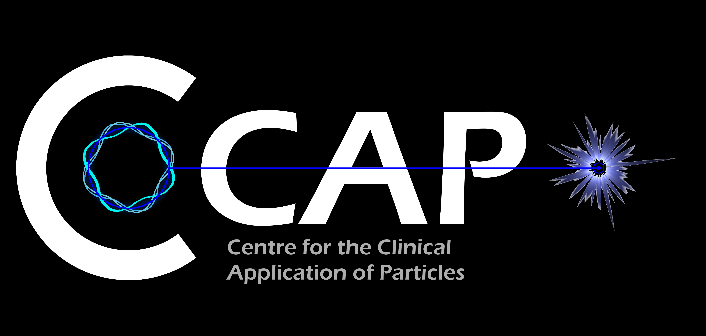 CCAP
Centre for the Clinical
Application of Particles